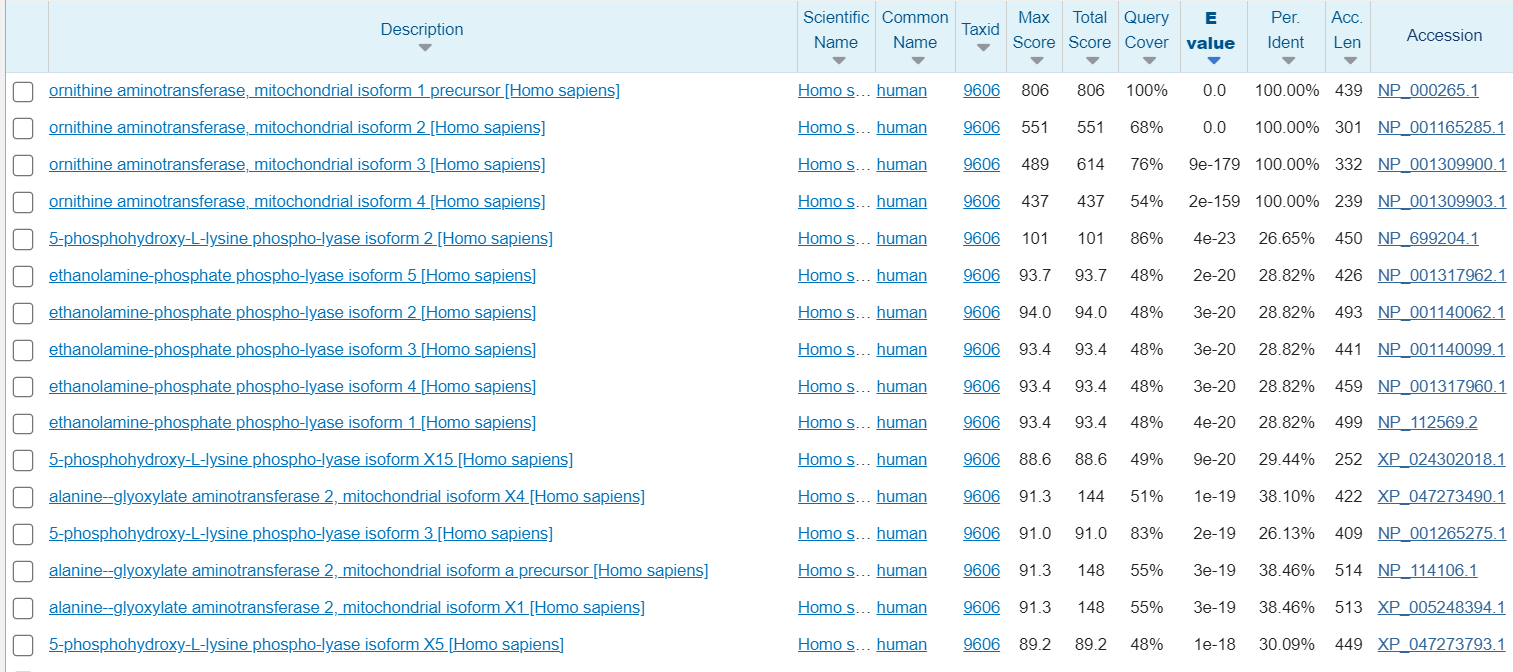 Description Scientific Name Common Name Taxid Max Score Total Score Query Cover E value Per. Ident Acc. Len Accession
ornithine aminotransferase, mitochondrial isoform 1 precursor [Homo sapiens] Homo s... human 9606 806 806 100% 0.0 100.00% 439 NP_000265.1
ornithine aminotransferase, mitochondrial isoform 2 [Homo sapiens] Homo s... human 9606 551 551 68% 0.0 100.00% 301 NP_001165285.1
ornithine aminotransferase, mitochondrial isoform 3 [Homo sapiens] Homo s... human 9606 489 614 76% 9e-179 100.00% 332 NP_001309900.1
ornithine aminotransferase, mitochondrial isoform 4 [Homo sapiens] Homo s... human 9606 437 437 54% 2e-159 100.00% 239 NP_001309903.1
5-phosphohydroxy-L-lysine phospho-lyase isoform 2 [Homo sapiens] Homo s... human 9606 101 101 86% 4e-23 26.65% 450 NP_699204.1
ethanolamine-phosphate phospho-lyase isoform 5 [Homo sapiens] Homo s... human 9606 93.7 93.7 48% 2e-20 28.82% 426 NP_001317962.1
ethanolamine-phosphate phospho-lyase isoform 2 [Homo sapiens] Homo s... human 9606 94.0 94.0 48% 3e-20 28.82% 493 NP_001140062.1
ethanolamine-phosphate phospho-lyase isoform 3 [Homo sapiens] Homo s... human 9606 93.4 93.4 48% 3e-20 28.82% 441 NP_001140099.1
ethanolamine-phosphate phospho-lyase isoform 4 [Homo sapiens] Homo s... human 9606 93.4 93.4 48% 3e-20 28.82% 459 NP_001317960.1
ethanolamine-phosphate phospho-lyase isoform 1 [Homo sapiens] Homo s... human 9606 93.4 93.4 48% 4e-20 28.82% 499 NP_112569.2
5-phosphohydroxy-L-lysine phospho-lyase isoform X15 [Homo sapiens] Homo s... human 9606 88.6 88.6 49% 9e-20 29.44% 252 XP_024302018.1
alanine--glyoxylate aminotransferase 2, mitochondrial isoform X4 [Homo sapiens] Homo s... human 9606 91.3 144 51% 1e-19 38.10% 422 XP_047273490.1
5-phosphohydroxy-L-lysine phospho-lyase isoform 3 [Homo sapiens] Homo s... human 9606 91.0 91.0 83% 2e-19 26.13% 409 NP_001265275.1
alanine--glyoxylate aminotransferase 2, mitochondrial isoform a precursor [Homo sapiens] Homo s... human 9606 91.3 148 55% 3e-19 38.46% 514 NP_114106.1
alanine--glyoxylate aminotransferase 2, mitochondrial isoform X1 [Homo sapiens] Homo s... human 9606 91.3 148 55% 3e-19 38.46% 513 XP_005248394.1
5-phosphohydroxy-L-lysine phospho-lyase isoform X5 [Homo sapiens] Homo s... human 9606 89.2 89.2 48% 1e-18 30.09% 449 XP_047273793.1